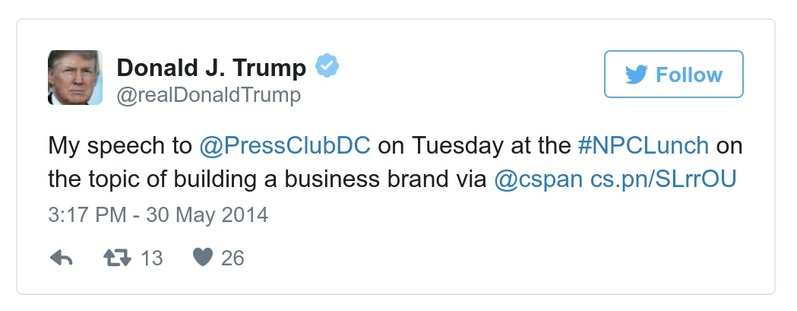 Donald J. Trump
@realDonaldTrump
Follow
My speech to @PressClubDC on Tuesday at the #NPCLunch on
the topic of building a business brand via @cspan cs.pn/SLrrOU
3:17 PM - 30 May 2014
13 26